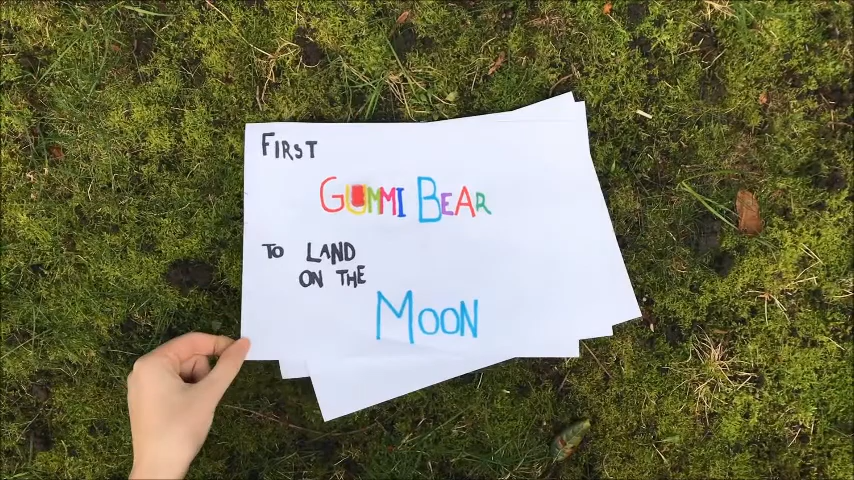 First
Gummi Bear
to Land
on the
Moon